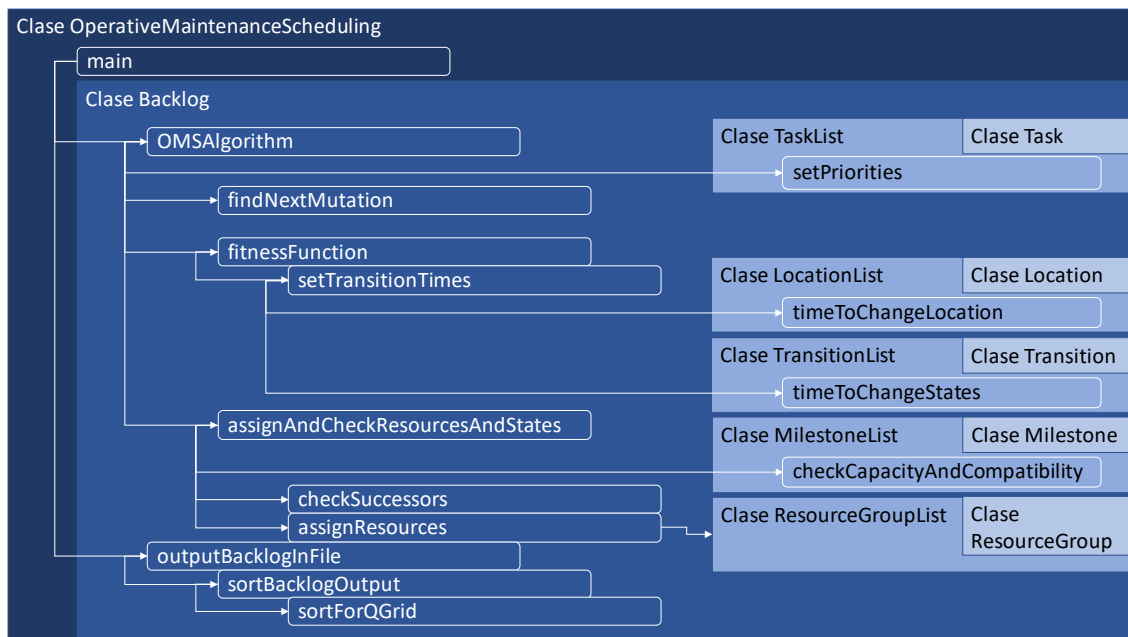 Clase OperativeMaintenanceScheduling
main
Clase Backlog
OMSAlgorithm
Clase TaskList
Clase Task
setPriorities
findNextMutation
fitnessFunction
setTransitionTimes
Clase LocationList
Clase Location
timeToChangeLocation
Clase TransitionList
Clase Transition
timeToChangeStates
assignAndCheckResourcesAndStates
Clase MilestoneList
Clase Milestone
checkCapacityAndCompatibility
checkSuccessors
assignResources
Clase ResourceGroupList
Clase
ResourceGroup
outputBacklogInFile
sortBacklogOutput
sortForQGrid